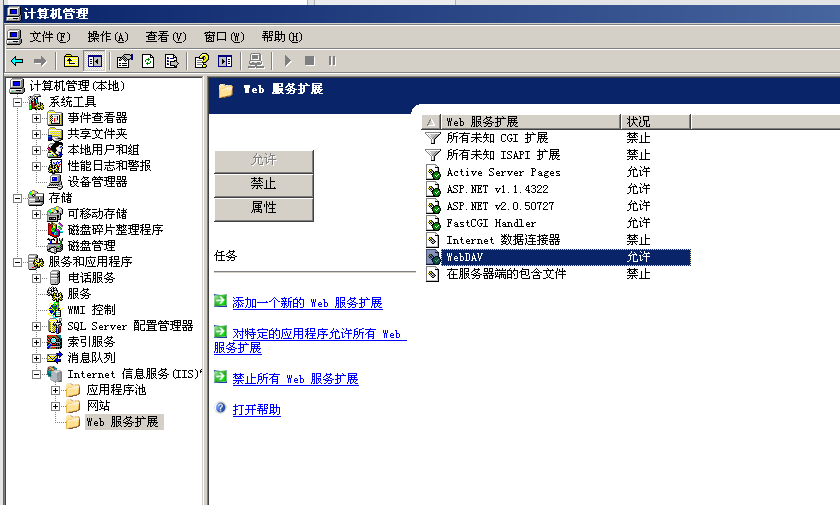 计算机管理
文件(F) 操作(A) 查看(V) 窗口(W) 帮助(H)
计算机管理(本地)
系统工具
事件查看器
共享文件夹
本地用户和组
性能日志和警报
设备管理器
存储
可移动存储
磁盘碎片整理程序
磁盘管理
服务和应用程序
电话服务
服务
WMI 控制
SQL Server 配置管理器
索引服务
消息队列
Internet 信息服务(IIS)
应用程序池
网站
Web 服务扩展
Web 服务扩展
允许
禁止
属性
任务
添加一个新的 Web 服务扩展
对特定的应用程序允许所有 Web
服务扩展
禁止所有 Web 服务扩展
打开帮助
Web 服务扩展 状况
所有未知 CGI 扩展 禁止
所有未知 ISAPI 扩展 禁止
Active Server Pages 允许
ASP.NET v1.1.4322 允许
ASP.NET v2.0.50727 允许
FastCGI Handler 允许
Internet 数据连接器 禁止
WebDAV 允许
在服务器端的包含文件 禁止